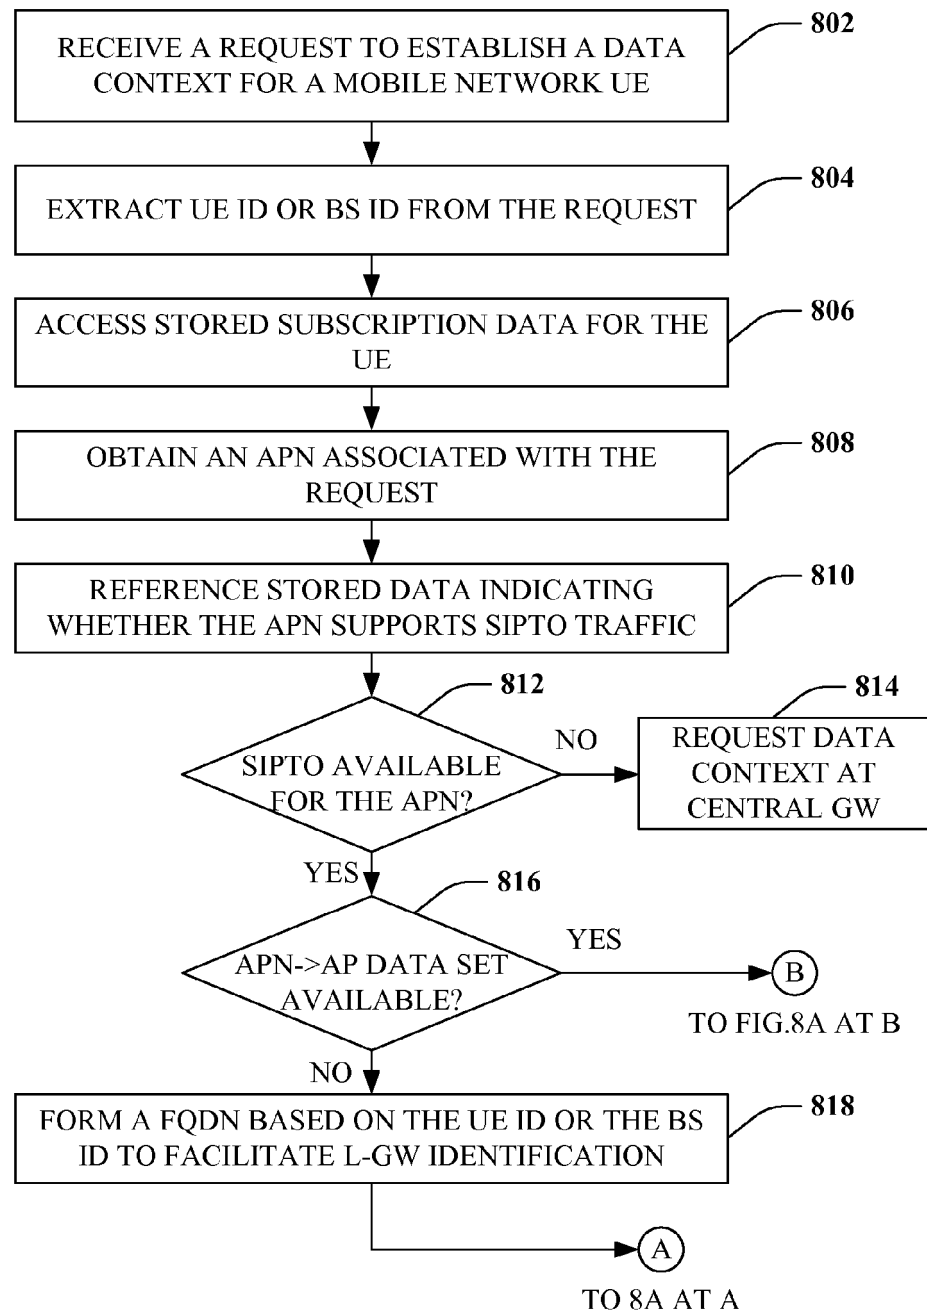 802
RECEIVE A REQUEST TO ESTABLISH A DATA
CONTEXT FOR A MOBILE NETWORK UE
804
EXTRACT UE ID OR BS ID FROM THE REQUEST
806
ACCESS STORED SUBSCRIPTION DATA FOR THE
UE
808
OBTAIN AN APN ASSOCIATED WITH THE
REQUEST
810
REFERENCE STORED DATA INDICATING
WHETHER THE APN SUPPORTS SIPTO TRAFFIC
812
SIPTO AVAILABLE
FOR THE APN?
NO
814
REQUEST DATA
CONTEXT AT
CENTRAL GW
YES
816
APN->AP DATA SET
AVAILABLE?
YES
B
TO FIG.8A AT B
NO
818
FORM A FQDN BASED ON THE UE ID OR THE BS
ID TO FACILITATE L-GW IDENTIFICATION
A
TO 8A AT A